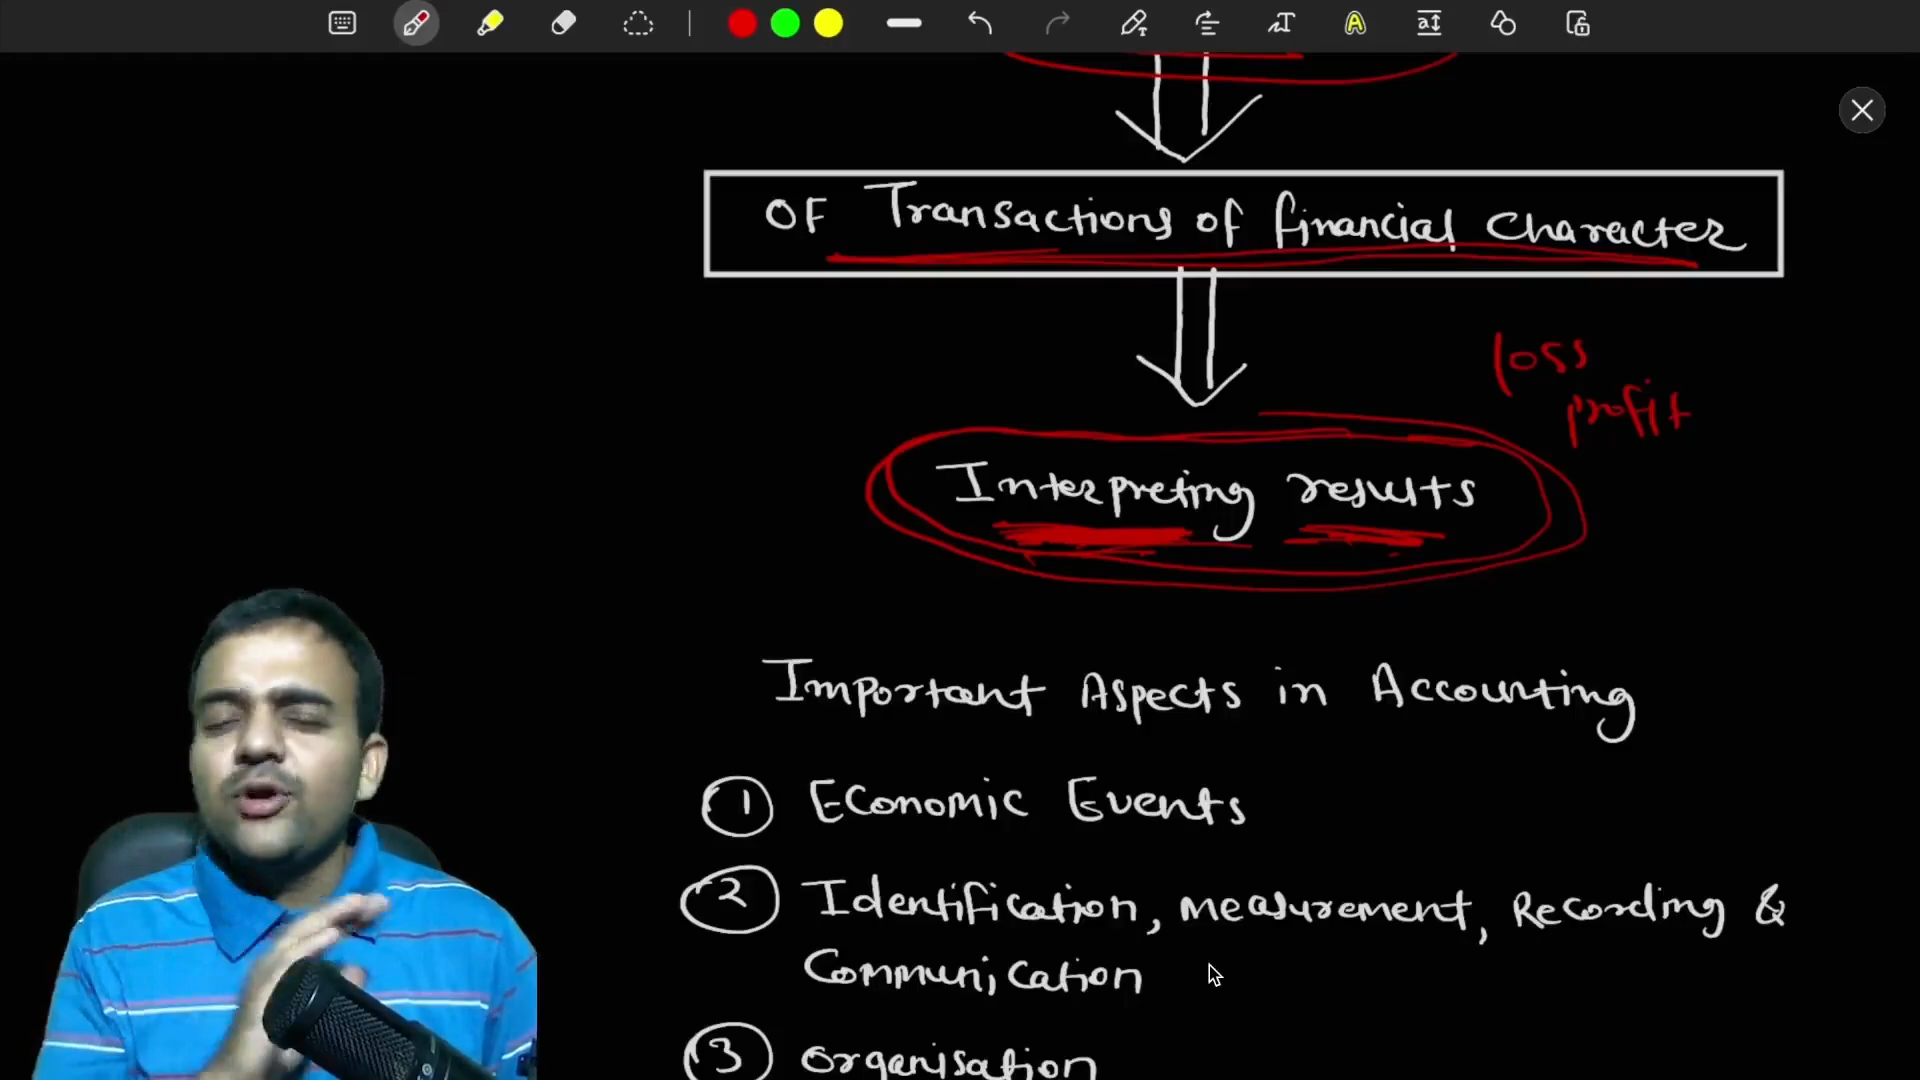 OF Transactions of financial character
loss
profit
Interpreting results
Important Aspects in Accounting
1 Economic Events
2 Identification, measurement, Recording &
Communication
3 organisation